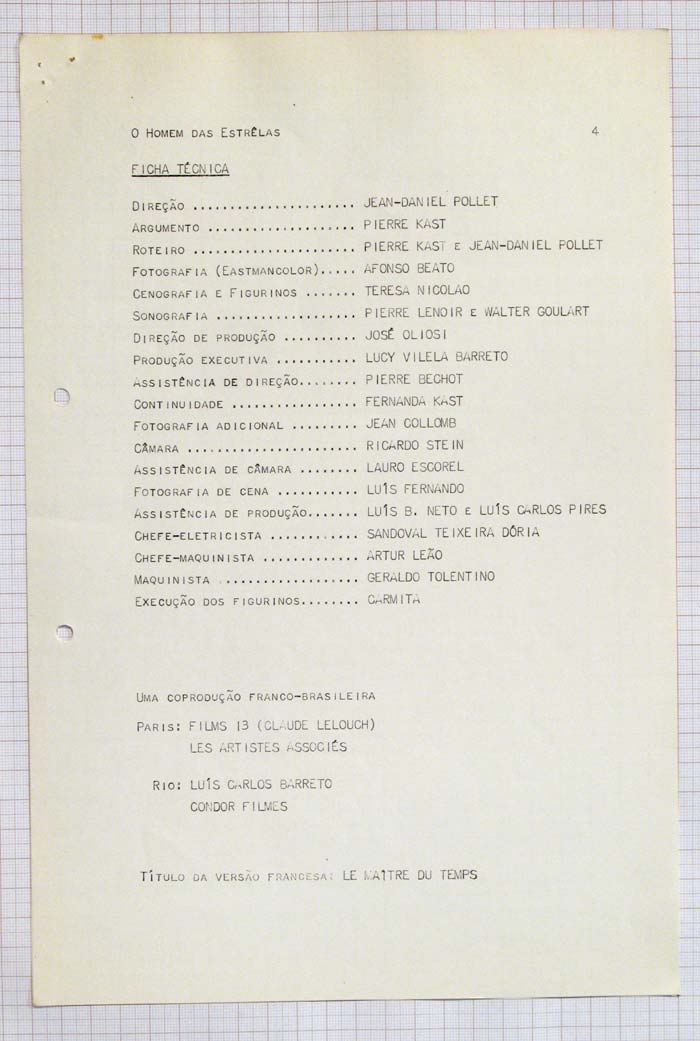 O Homem das Estrêlas 4
FICHA TÉCNICA
Direção ...................... JEAN-DANIEL POLLET
Argumento .................... PIERRE KAST
Roteiro ...................... PIERRE KAST E JEAN-DANIEL POLLET
Fotografia (Eastmancolor)..... AFONSO BEATO
Cenografia e Figurinos ....... TERESA NICOLAO
Sonografia ................... PIERRE LENOIR E WALTER GOULART
Direção de produção .......... JOSÉ OLIOSI
Produção executiva ........... LUCY VILELA BARRETO
Assistência de direção........ PIERRE BECHOT
Continuidade ................. FERNANDA KAST
Fotografia adicional ......... JEAN COLLOMB
Câmara ....................... RICARDO STEIN
Assistência de câmara ........ LAURO ESCOREL
Fotografia de cena ........... LUÍS FERNANDO
Assistência de produção....... LUÍS B. NETO E LUÍS CARLOS PIRES
Chefe-eletricista ............ SANDOVAL TEIXEIRA DÓRIA
Chefe-maquinista ............. ARTUR LEÃO
Maquinista ................... GERALDO TOLENTINO
Execução dos figurinos........ CARMITA
Uma coprodução franco-brasileira
Paris: FILMS 13 (CLAUDE LELOUCH)
LES ARTISTES ASSOCIÉS
Rio: LUÍS CARLOS BARRETO
CONDOR FILMES
Título da versão francesa: LE MAÎTRE DU TEMPS